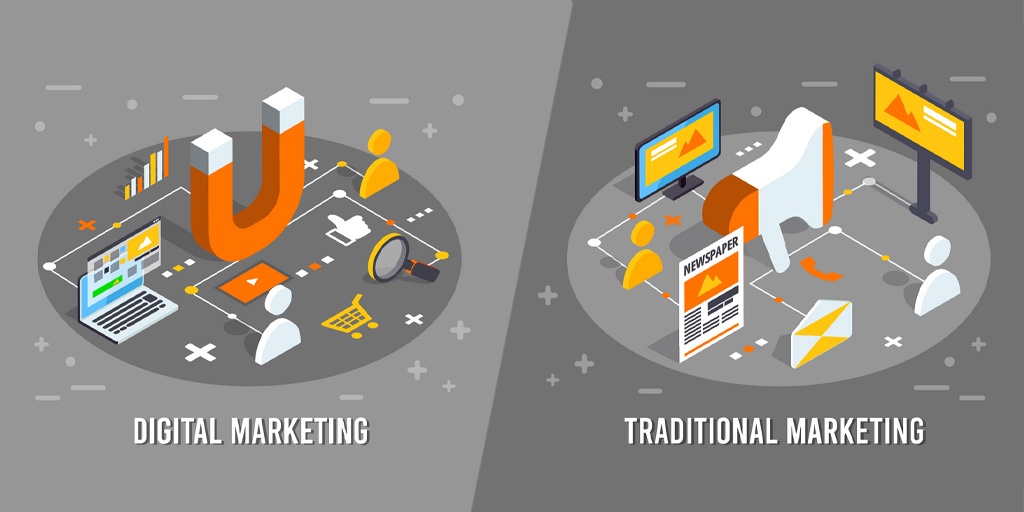 DIGITAL MARKETING
NEWSPAPER
TRADITIONAL MARKETING